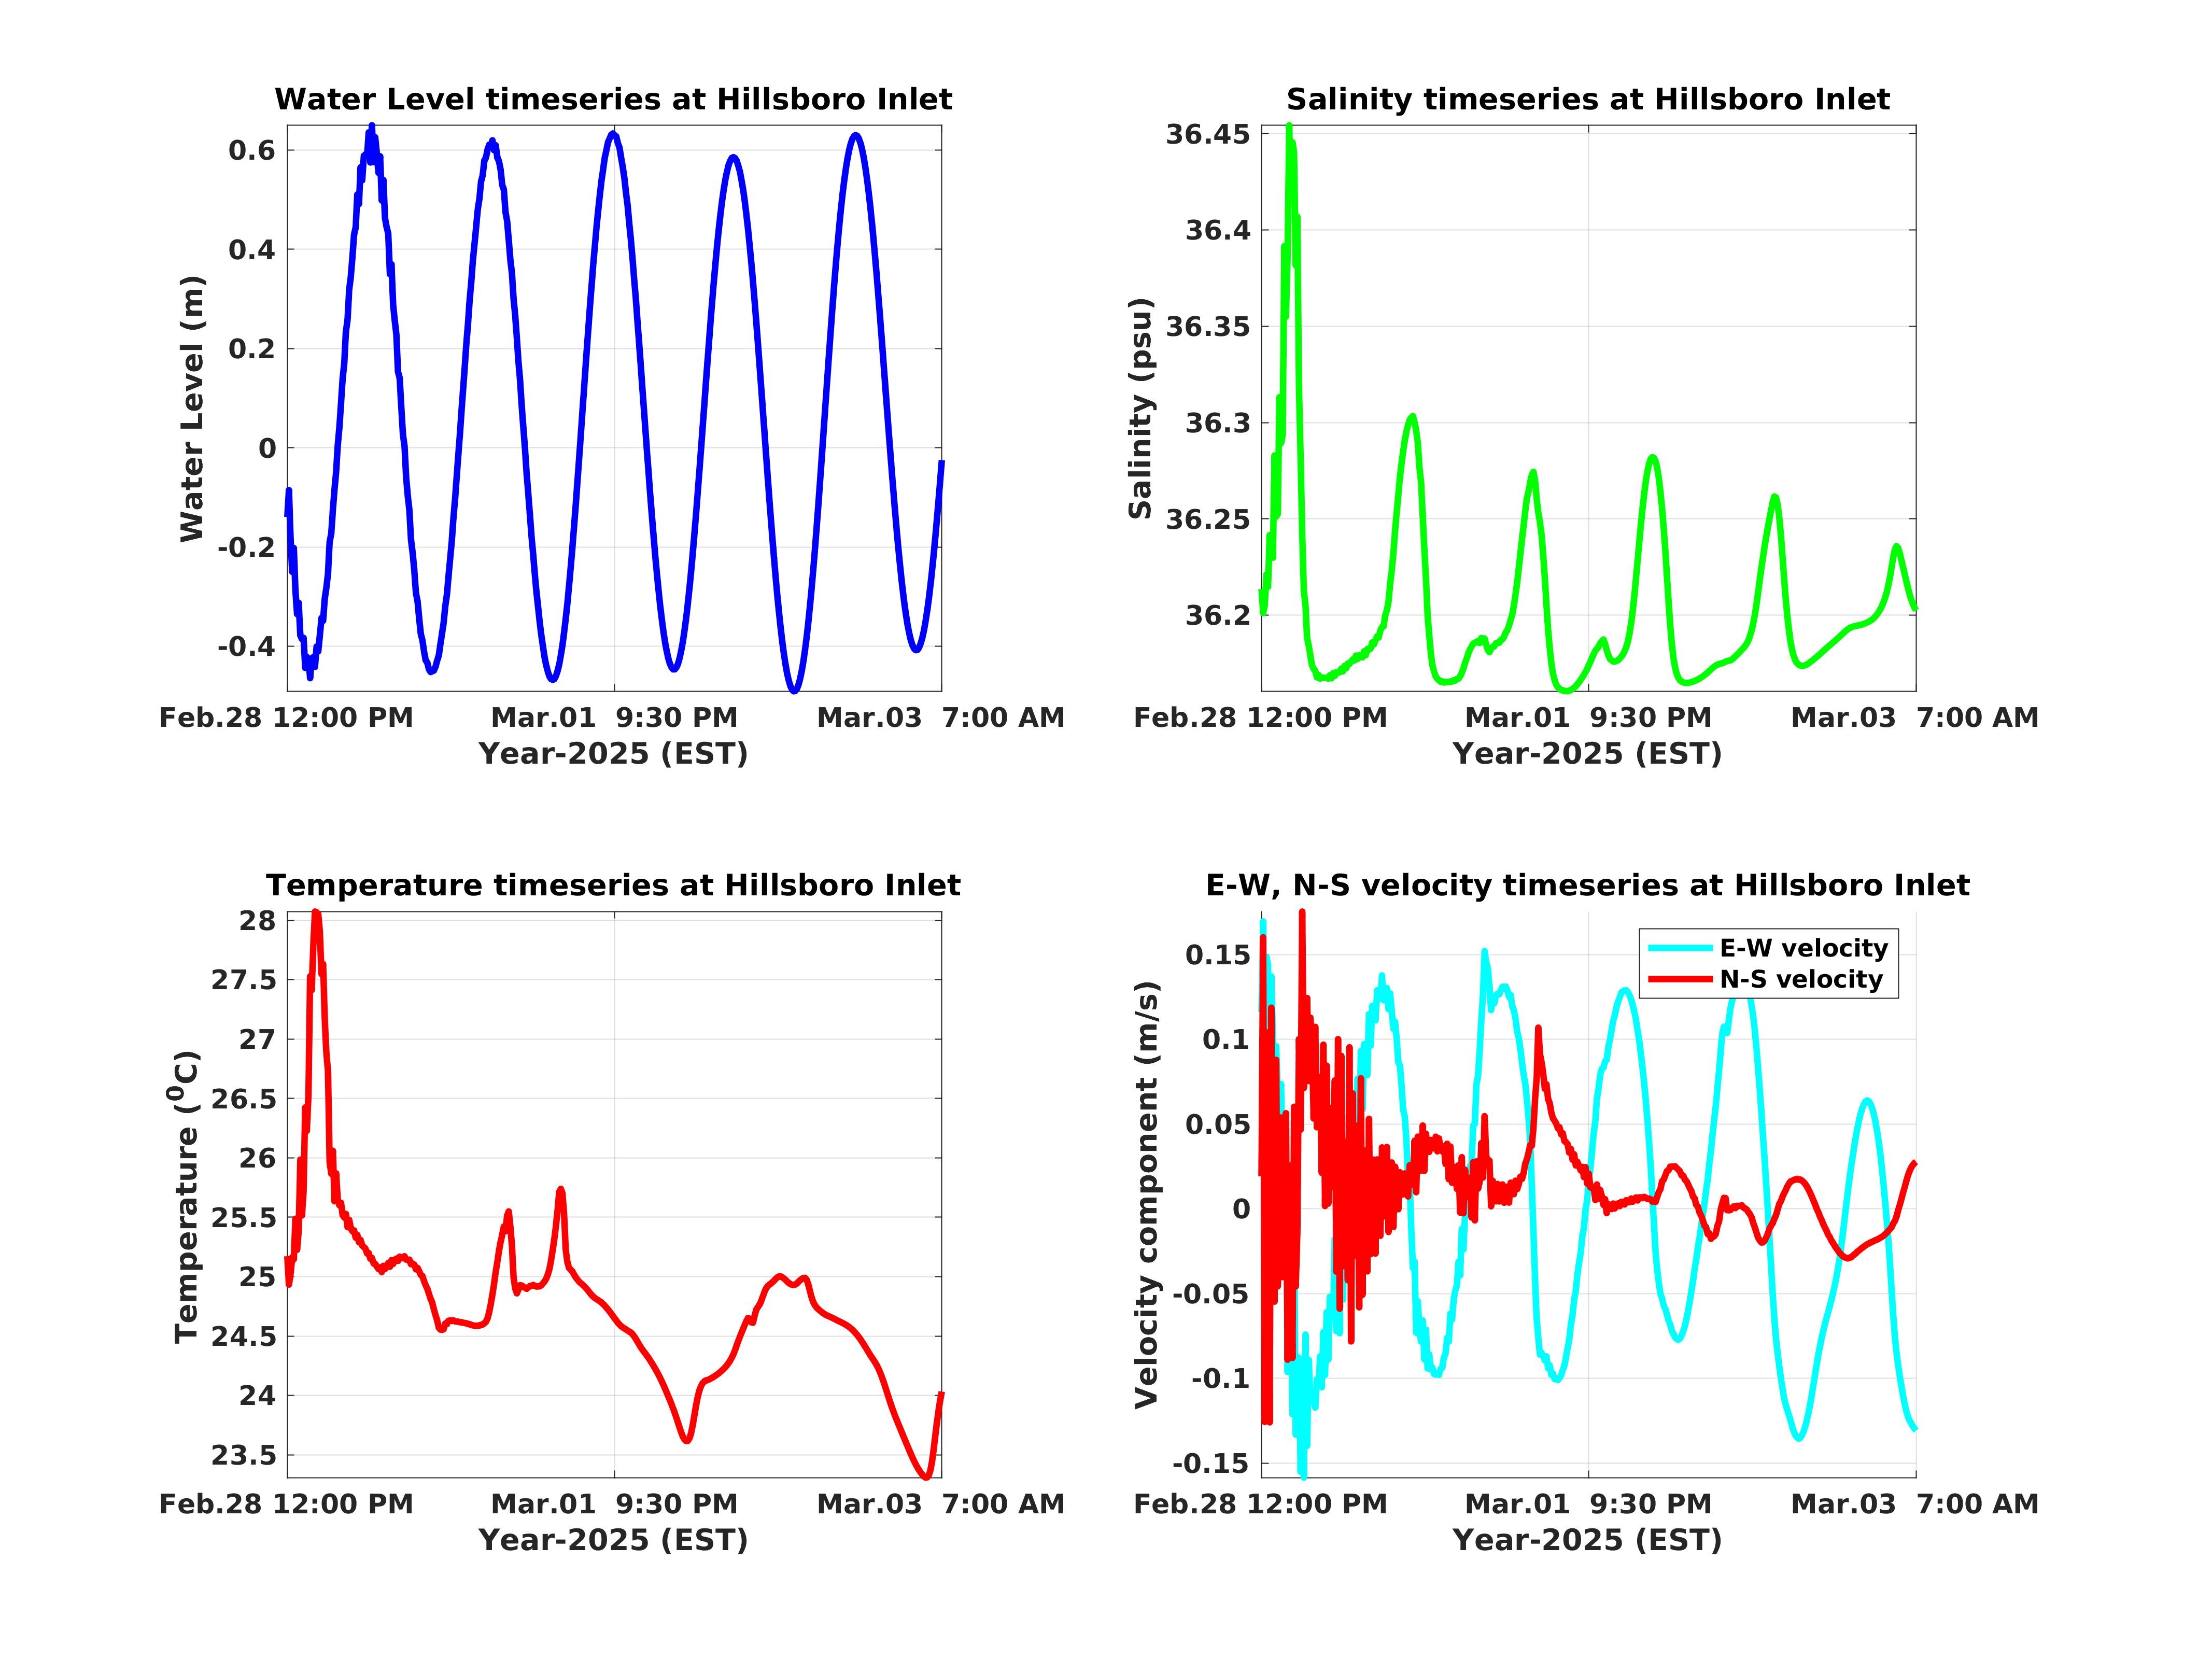 Water Level timeseries at Hillsboro Inlet
Water Level (m)
0.6
0.4
0.2
0
-0.2
-0.4
Feb.28 12:00 PM
Mar.01  9:30 PM
Mar.03  7:00 AM
Year-2025 (EST)
Salinity timeseries at Hillsboro Inlet
Salinity (psu)
36.45
36.4
36.35
36.3
36.25
36.2
Feb.28 12:00 PM
Mar.01  9:30 PM
Mar.03  7:00 AM
Year-2025 (EST)
Temperature timeseries at Hillsboro Inlet
Temperature (⁰C)
28
27.5
27
26.5
26
25.5
25
24.5
24
23.5
Feb.28 12:00 PM
Mar.01  9:30 PM
Mar.03  7:00 AM
Year-2025 (EST)
E-W, N-S velocity timeseries at Hillsboro Inlet
Velocity component (m/s)
0.15
0.1
0.05
0
-0.05
-0.1
-0.15
E-W velocity
N-S velocity
Feb.28 12:00 PM
Mar.01  9:30 PM
Mar.03  7:00 AM
Year-2025 (EST)